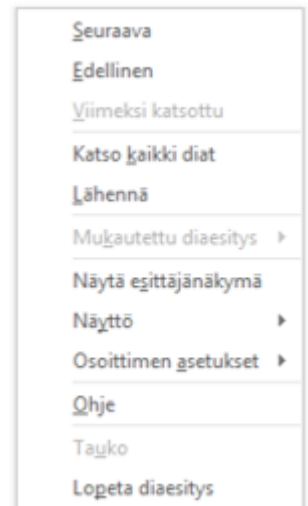 Seuraava
Edellinen
Viimeksi katsottu
Katso kaikki diat
Lähennä
Mukautettu diaesitys
Näytä esittäjänäkymä
Näyttö
Osoittimen asetukset
Ohje
Tauko
Lopeta diaesitys